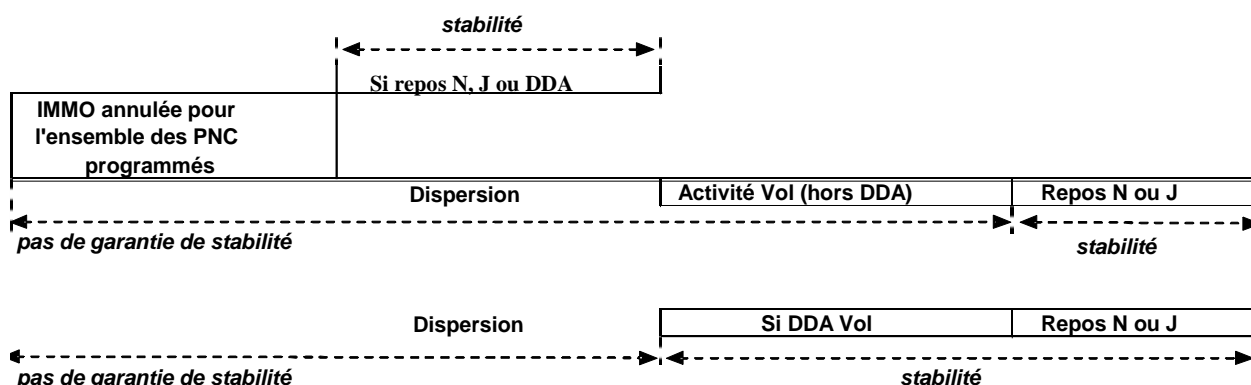 stabilité
Si repos N, J ou DDA
IMMO annulée pour
l'ensemble des PNC
programmés
Dispersion Activité Vol (hors DDA) Repos N ou J
pas de garantie de stabilité stabilité
Dispersion Si DDA Vol Repos N ou J
pas de garantie de stabilité stabilité